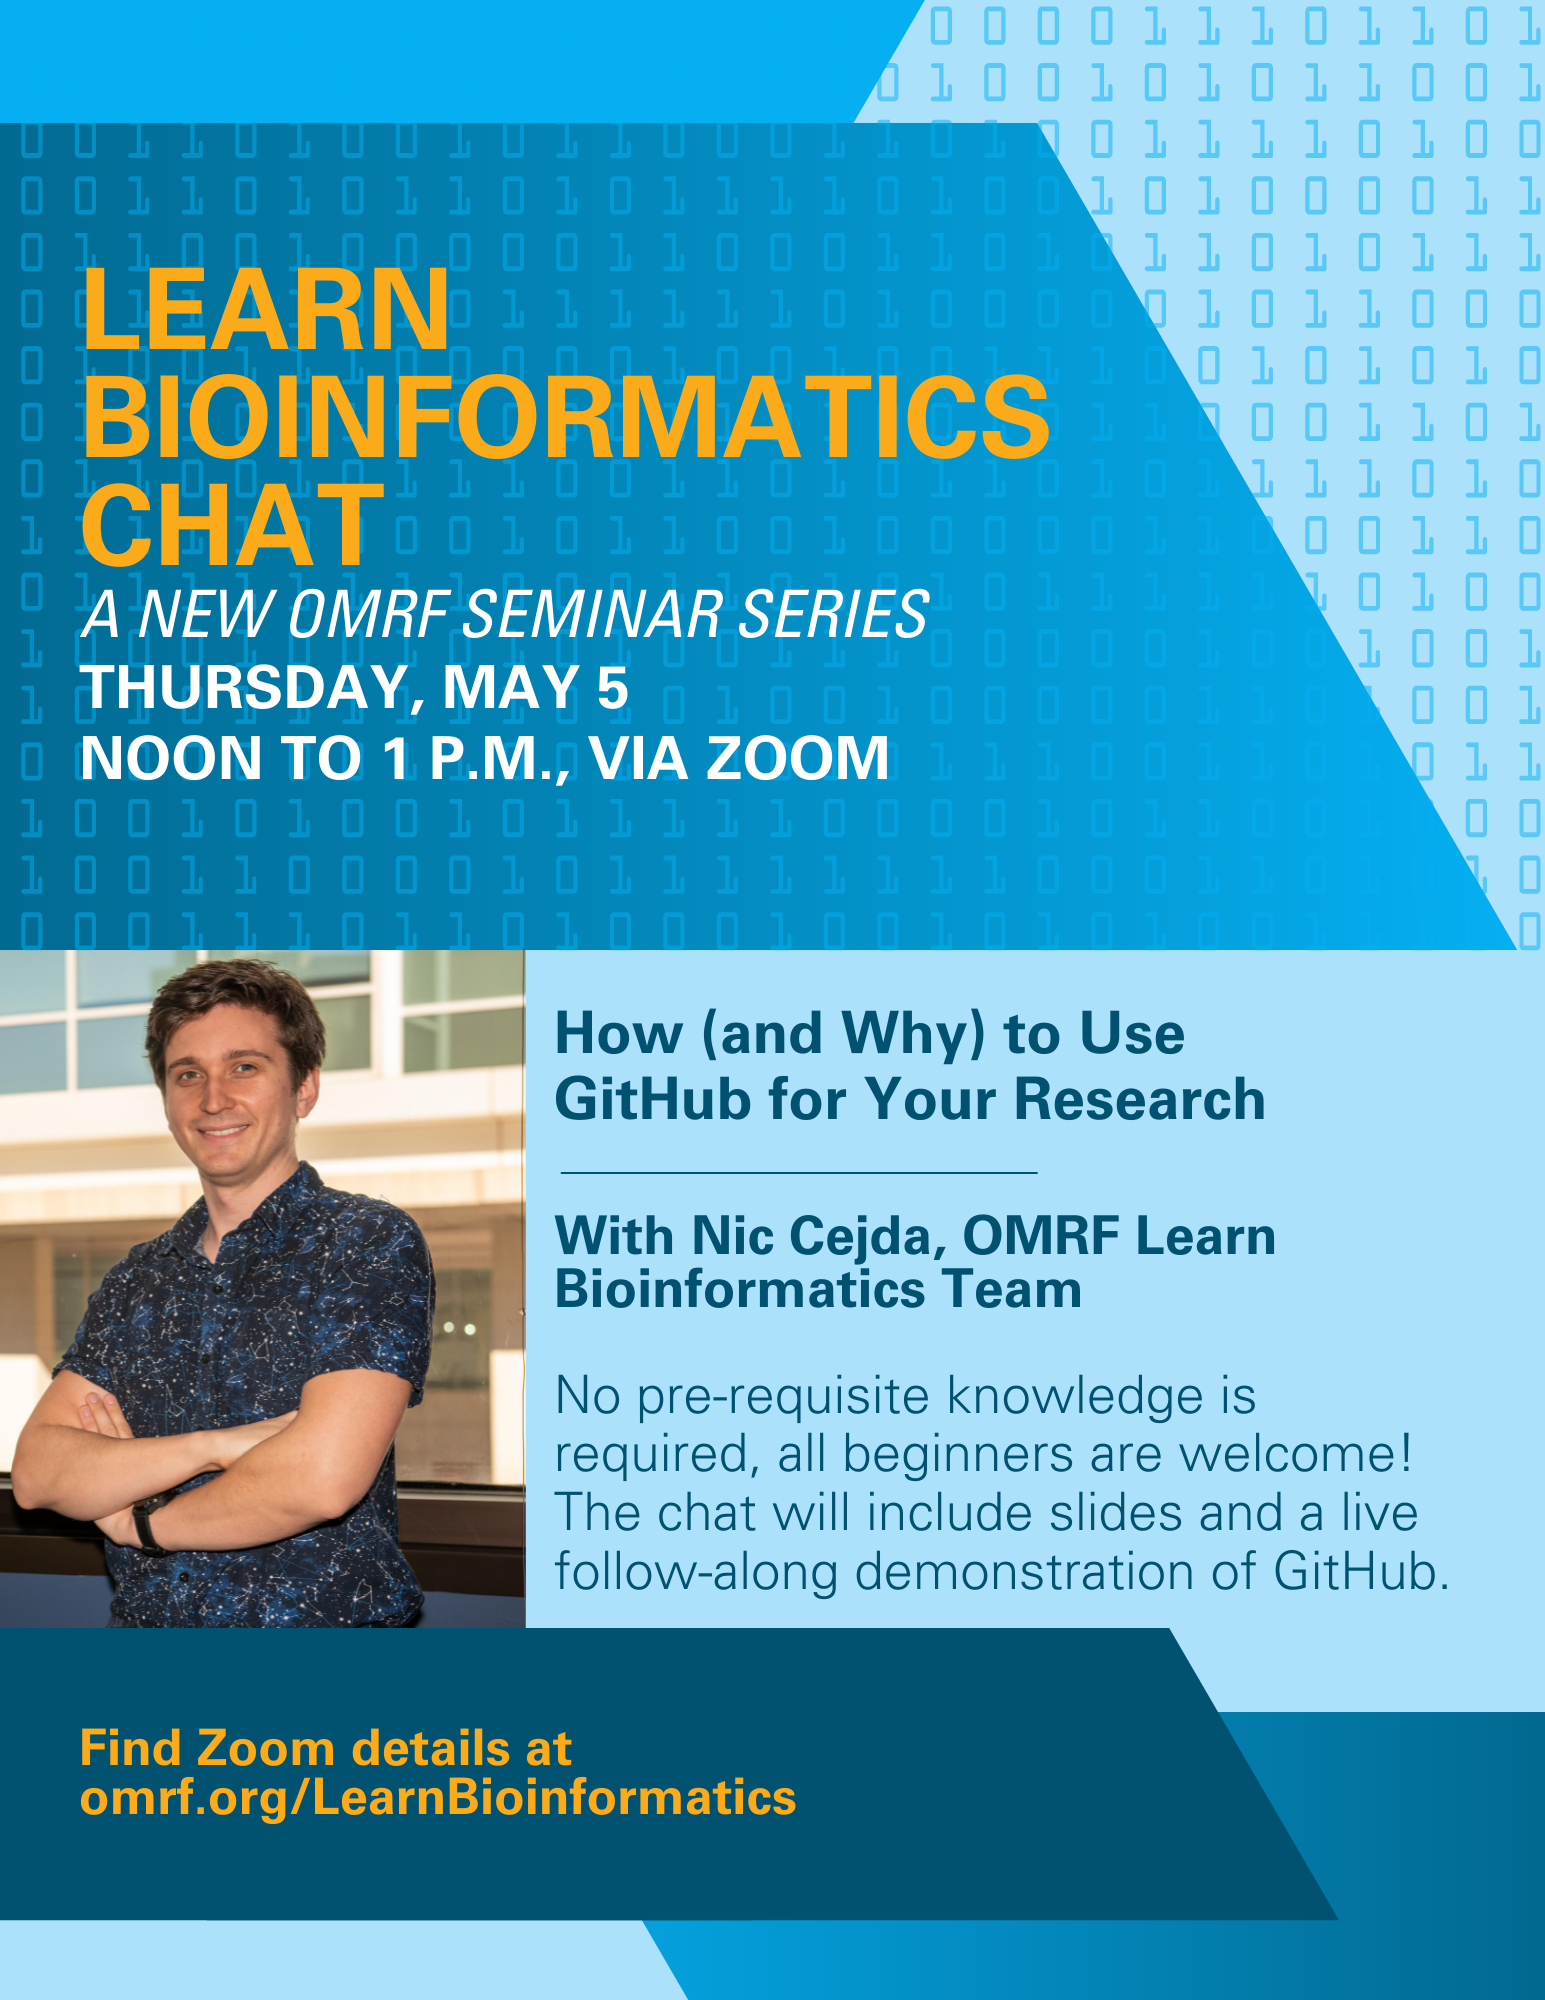 LEARN
BIOINFORMATICS
CHAT
A NEW OMRF SEMINAR SERIES
THURSDAY, MAY 5
NOON TO 1 P.M., VIA ZOOM
How (and Why) to Use
GitHub for Your Research
With Nic Cejda, OMRF Learn
Bioinformatics Team
No pre-requisite knowledge is
required, all beginners are welcome!
The chat will include slides and a live
follow-along demonstration of GitHub.
Find Zoom details at
omrf.org/LearnBioinformatics